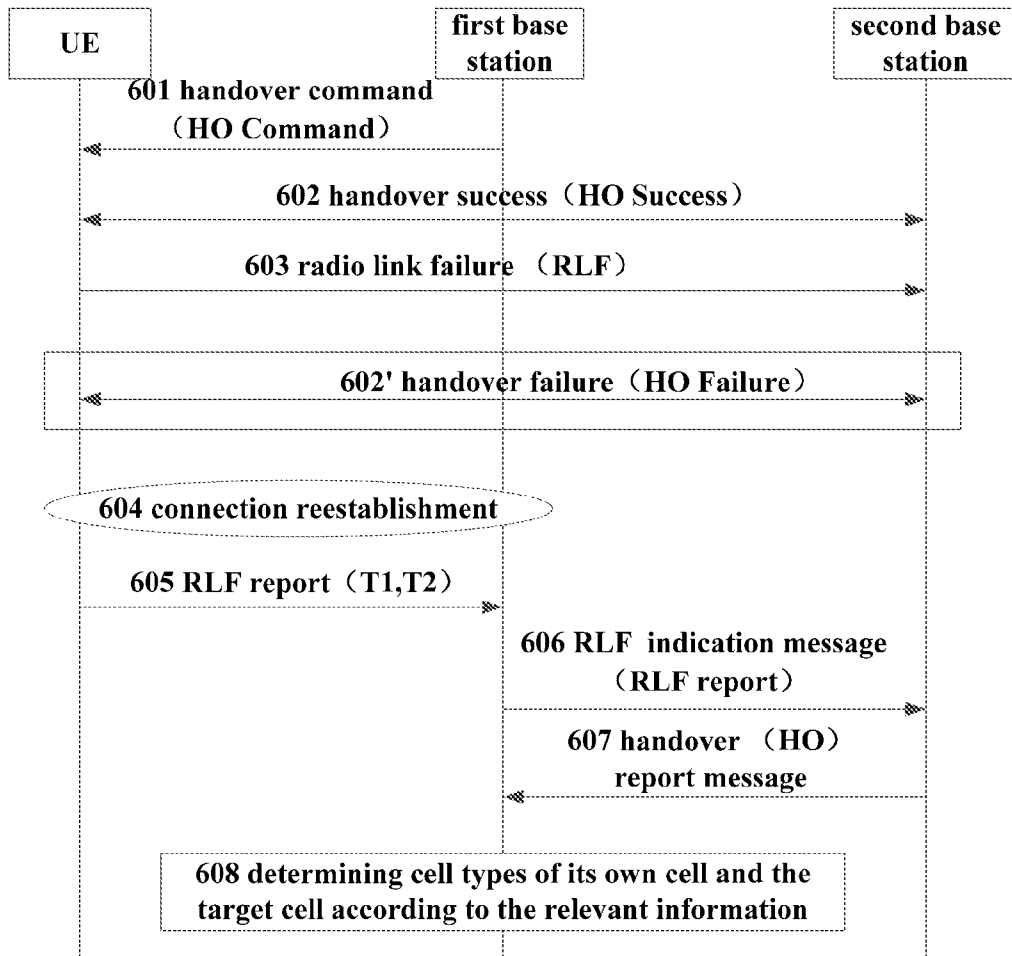 UE
first base
station
second base
station
601 handover command
（HO Command）
602 handover success（HO Success）
603 radio link failure （RLF）
602' handover failure（HO Failure）
604 connection reestablishment
605 RLF report（T1,T2）
606 RLF indication message
（RLF report）
607 handover （HO）
report message
608 determining cell types of its own cell and the
target cell according to the relevant information